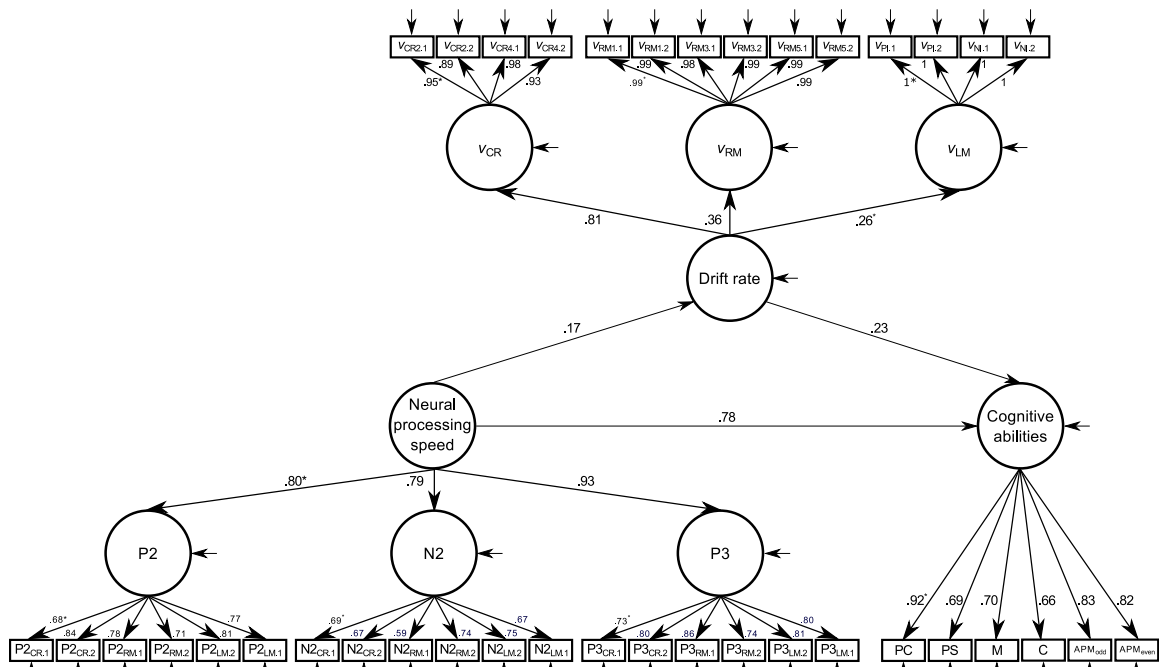 vCR2.1 vCR2.2 vCR4.1 vCR4.2 vRM1.1 vRM1.2 vRM3.1 vRM3.2 vRM5.1 vRM5.2 vPI.1 vPI.2 vNI.1 vNI.2
.95* .89 .98 .93 .99* .99 .98 .99 .99 .99 1* 1 1 1
vCR vRM vLM
.81 .36 .26*
Drift rate
.17 .23
Neural
processing
speed
.78
Cognitive
abilities
.80* .79 .93
P2 N2 P3
.68* .84 .78 .71 .81 .77 .69* .67 .59 .74 .75 .67 .73* .80 .86 .74 .81 .80 .92* .69 .70 .66 .83 .82
P2CR.1 P2CR.2 P2RM.1 P2RM.2 P2LM.2 P2LM.1 N2CR.1 N2CR.2 N2RM.1 N2RM.2 N2LM.2 N2LM.1 P3CR.1 P3CR.2 P3RM.1 P3RM.2 P3LM.2 P3LM.1 PC PS M C APModd APMeven